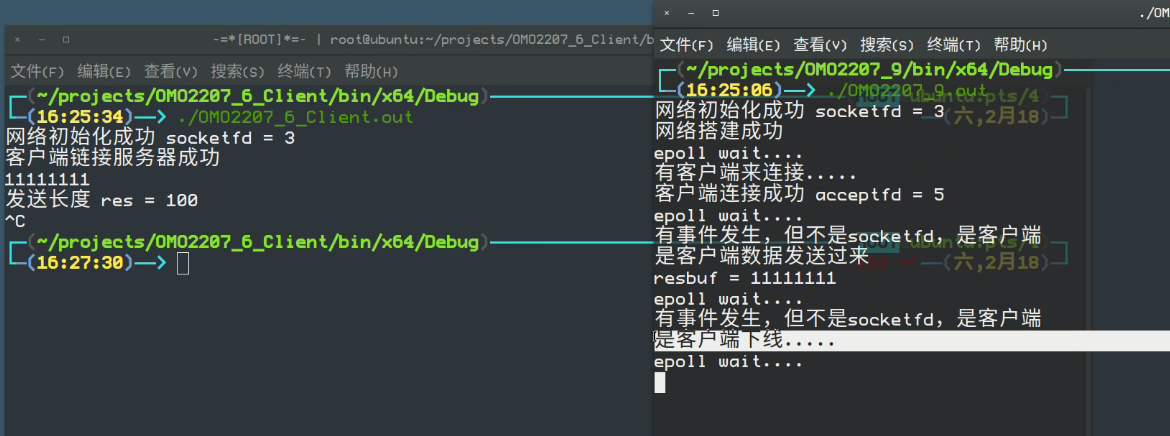 -=*[ROOT]*=- | root@ubuntu:~/projects/OMO2207_6_Client/b
文件(F) 编辑(E) 查看(V) 搜索(S) 终端(T) 帮助(H)
(~/projects/OMO2207_6_Client/bin/x64/Debug)
(16:25:34) ./OMO2207_6_Client.out
网络初始化成功 socketfd = 3
客户端链接服务器成功
11111111
发送长度 res = 100
^C
(~/projects/OMO2207_6_Client/bin/x64/Debug)
(16:27:30)
./OM
文件(F) 编辑(E) 查看(V) 搜索(S) 终端(T) 帮助(H)
(~/projects/OMO2207_9/bin/x64/Debug)
(16:25:06) ./OMO2207_9.out
ubuntu:pts/4)
网络初始化成功 socketfd = 3
(六,2月18)
网络搭建成功
epoll wait....
有客户端来连接.....
客户端连接成功 acceptfd = 5
epoll wait....
有事件发生，但不是socketfd，是客户端
ubuntu:pts/4)
是客户端数据发送过来
(六,2月18)
resbuf = 11111111
epoll wait....
有事件发生，但不是socketfd，是客户端
是客户端下线.....
epoll wait....